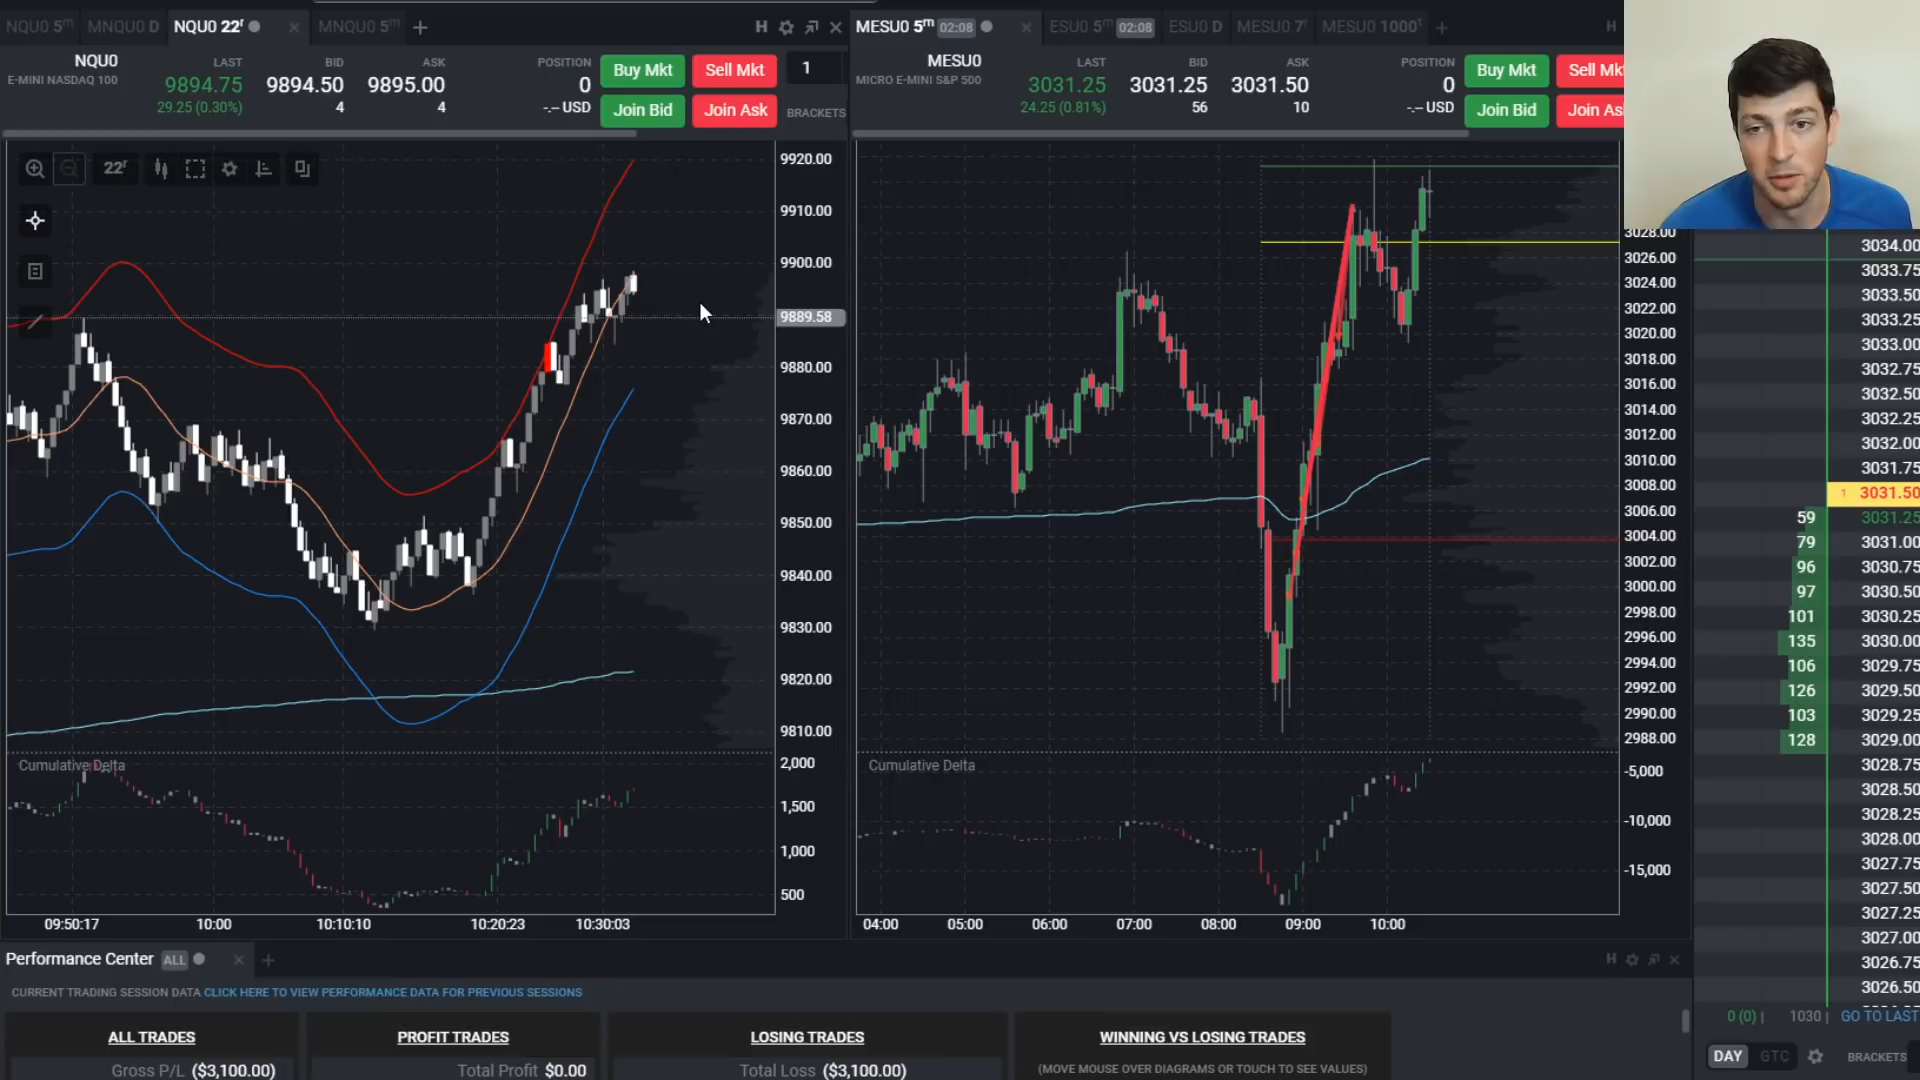 NQU0 5m MNQU0 D NQU0 22r × MNQU0 5m +
H
NQU0
E-MINI NASDAQ 100
LAST BID ASK POSITION
9894.75 9894.50 9895.00 0
29.25 (0.30%) 4 4 -.-- USD
Buy Mkt Sell Mkt 1
Join Bid Join Ask BRACKETS
22r
9920.00
9910.00
9900.00
9889.58
9880.00
9870.00
9860.00
9850.00
9840.00
9830.00
9820.00
9810.00
Cumulative Delta
2,000
1,500
1,000
500
09:50:17 10:00 10:10:10 10:20:23 10:30:03
MESU0 5m 02:08 × ESU0 5m 02:08 ESU0 D MESU0 7r MESU0 1000T +
H
MESU0
MICRO E-MINI S&P 500
LAST BID ASK POSITION
3031.25 3031.25 3031.50 0
24.25 (0.81%) 56 10 -.-- USD
Buy Mkt Sell Mk
Join Bid Join As
3028.00
3026.00
3024.00
3022.00
3020.00
3018.00
3016.00
3014.00
3012.00
3010.00
3008.00
3006.00
3004.00
3002.00
3000.00
2998.00
2996.00
2994.00
2992.00
2990.00
2988.00
Cumulative Delta
-5,000
-10,000
-15,000
04:00 05:00 06:00 07:00 08:00 09:00 10:00
3034.00
3033.75
3033.50
3033.25
3033.00
3032.75
3032.50
3032.25
3032.00
3031.75
1 3031.50
59 3031.25
79 3031.00
96 3030.75
97 3030.50
101 3030.25
135 3030.00
106 3029.75
126 3029.50
103 3029.25
128 3029.00
3028.75
3028.50
3028.25
3028.00
3027.75
3027.50
3027.25
3027.00
3026.75
3026.50
0 (0) | 1030 | GO TO LAST
DAY GTC BRACKETS
Performance Center ALL × +
H
CURRENT TRADING SESSION DATA CLICK HERE TO VIEW PERFORMANCE DATA FOR PREVIOUS SESSIONS
ALL TRADES PROFIT TRADES LOSING TRADES WINNING VS LOSING TRADES
Gross P/L ($3,100.00) Total Profit $0.00 Total Loss ($3,100.00) (MOVE MOUSE OVER DIAGRAMS OR TOUCH TO SEE VALUES)